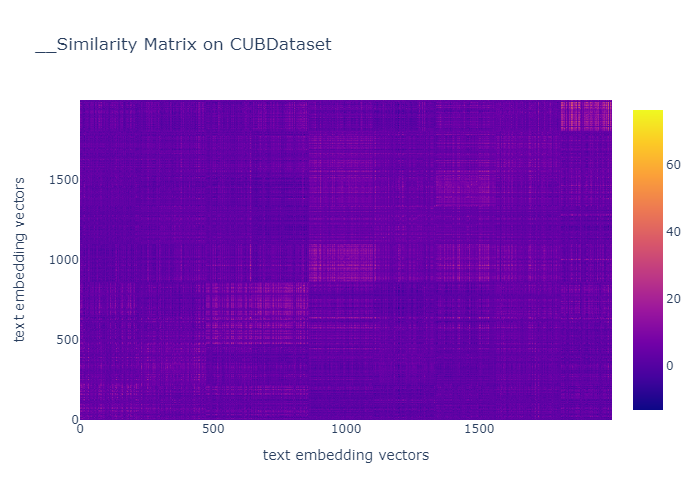 __Similarity Matrix on CUBDataset
text embedding vectors
1500
1000
500
0
0 500 1000 1500
text embedding vectors
60
40
20
0